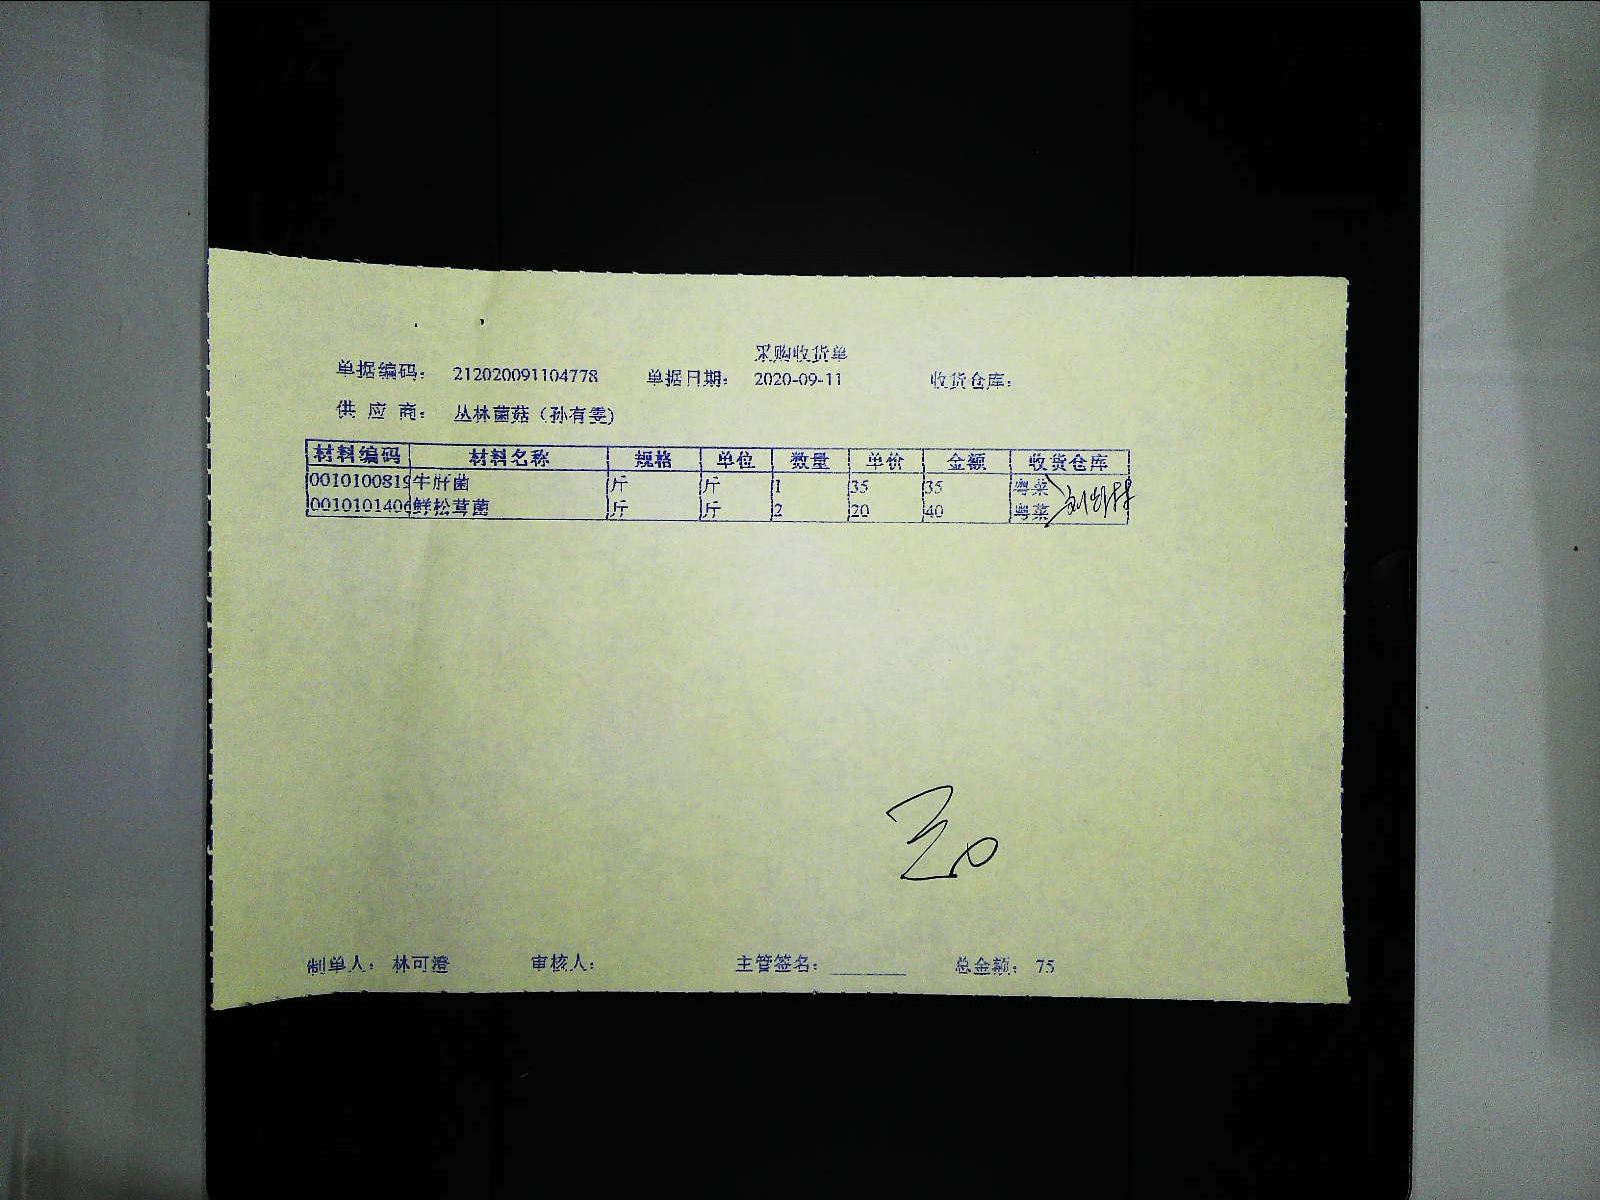 采购收货单
单据编码： 212020091104778 单据日期： 2020-09-11 收货仓库：
供应商： 丛林菌菇（孙有雯）
材料编码 材料名称 规格 单位 数量 单价 金额 收货仓库
0010100819 牛肝菌 斤 斤 1 35 35 粤菜
0010101406 鲜松茸菌 斤 斤 2 20 40 粤菜
制单人： 林可澄 审核人： 主管签名： ________ 总金额： 75